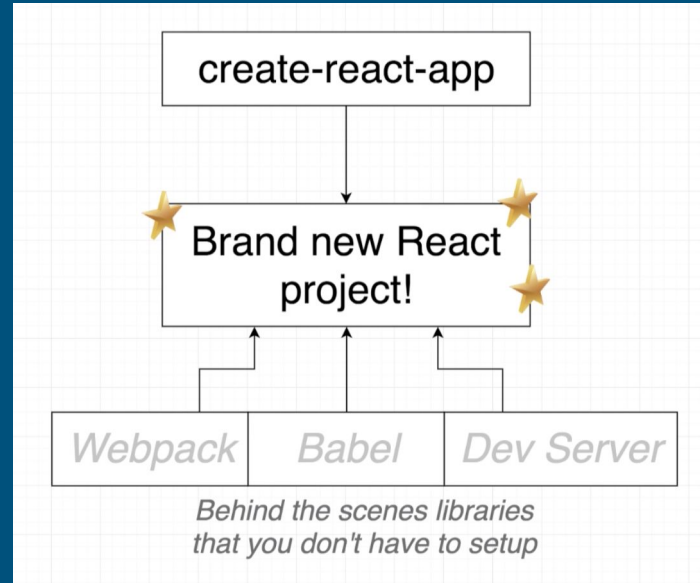 create-react-app
Brand new React
project!
Webpack
Babel
Dev Server
Behind the scenes libraries
that you don't have to setup